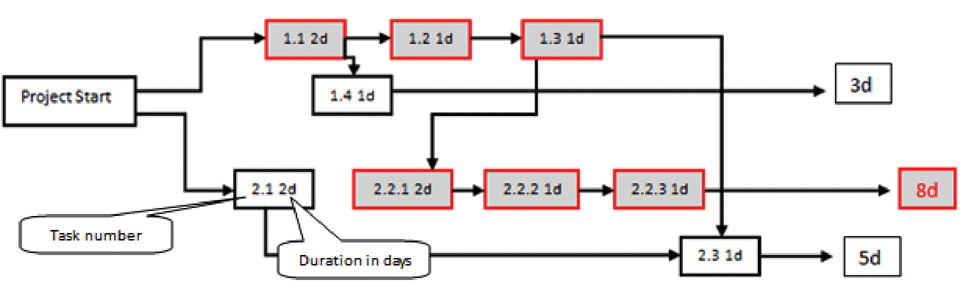 1.1 2d
1.2 1d
1.3 1d
Project Start
1.4 1d
3d
2.1 2d
2.2.1 2d
2.2.2 1d
2.2.3 1d
8d
Task number
Duration in days
2.3 1d
5d